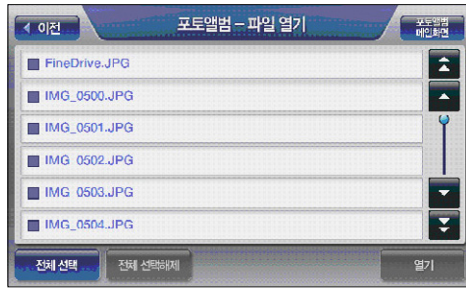 이전
포토앨범 – 파일 열기
포토앨범
메인화면
FineDrive.JPG
IMG_0500.JPG
IMG_0501.JPG
IMG_0502.JPG
IMG_0503.JPG
IMG_0504.JPG
전체 선택
전체 선택해제
열기